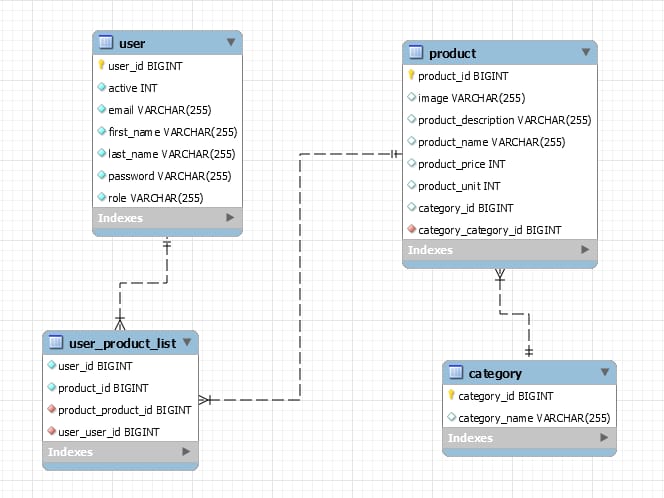 user
user_id BIGINT
active INT
email VARCHAR(255)
first_name VARCHAR(255)
last_name VARCHAR(255)
password VARCHAR(255)
role VARCHAR(255)
Indexes
product
product_id BIGINT
image VARCHAR(255)
product_description VARCHAR(255)
product_name VARCHAR(255)
product_price INT
product_unit INT
category_id BIGINT
category_category_id BIGINT
Indexes
user_product_list
user_id BIGINT
product_id BIGINT
product_product_id BIGINT
user_user_id BIGINT
Indexes
category
category_id BIGINT
category_name VARCHAR(255)
Indexes